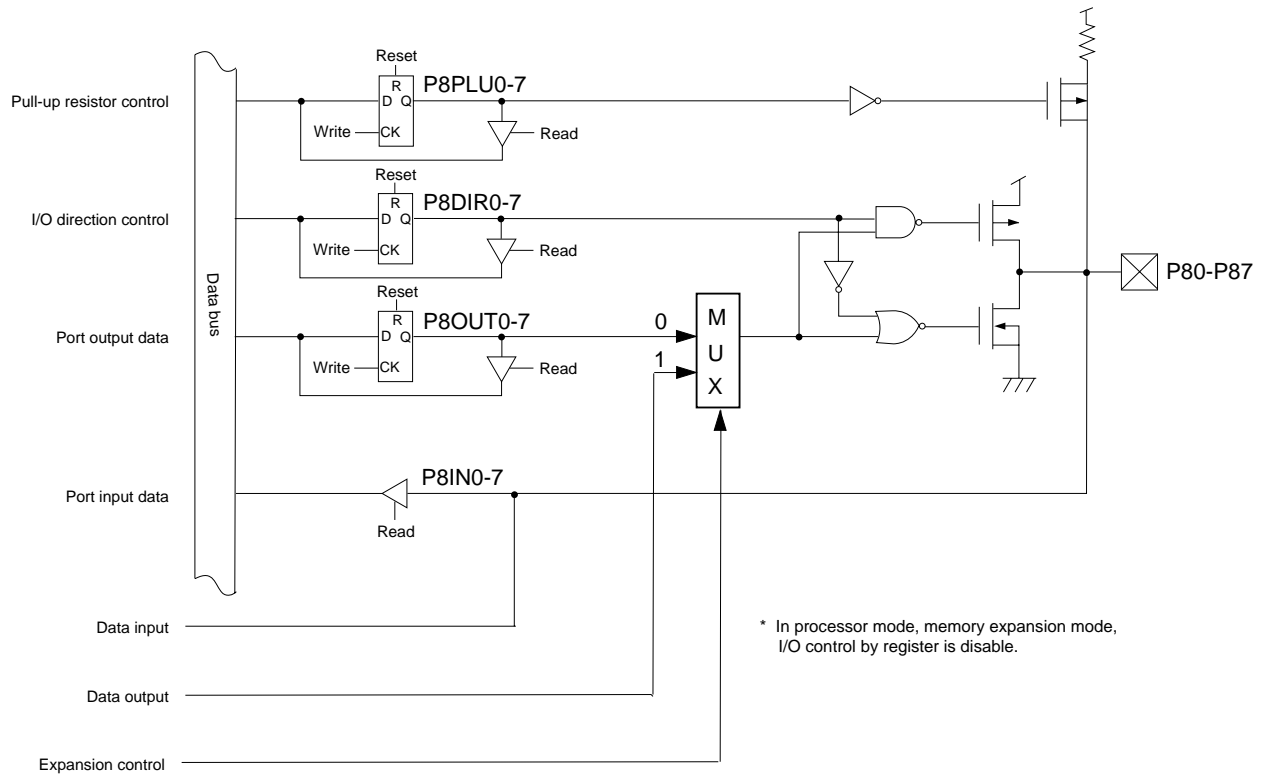 Reset
Pull-up resistor control
R
D Q
P8PLU0-7
Write
CK
Read
Reset
I/O direction control
R
D Q
P8DIR0-7
Write
CK
Read
Data bus
P80-P87
Reset
Port output data
R
D Q
P8OUT0-7
Write
CK
Read
0
1
M
U
X
Port input data
P8IN0-7
Read
Data input
* In processor mode, memory expansion mode,
I/O control by register is disable.
Data output
Expansion control